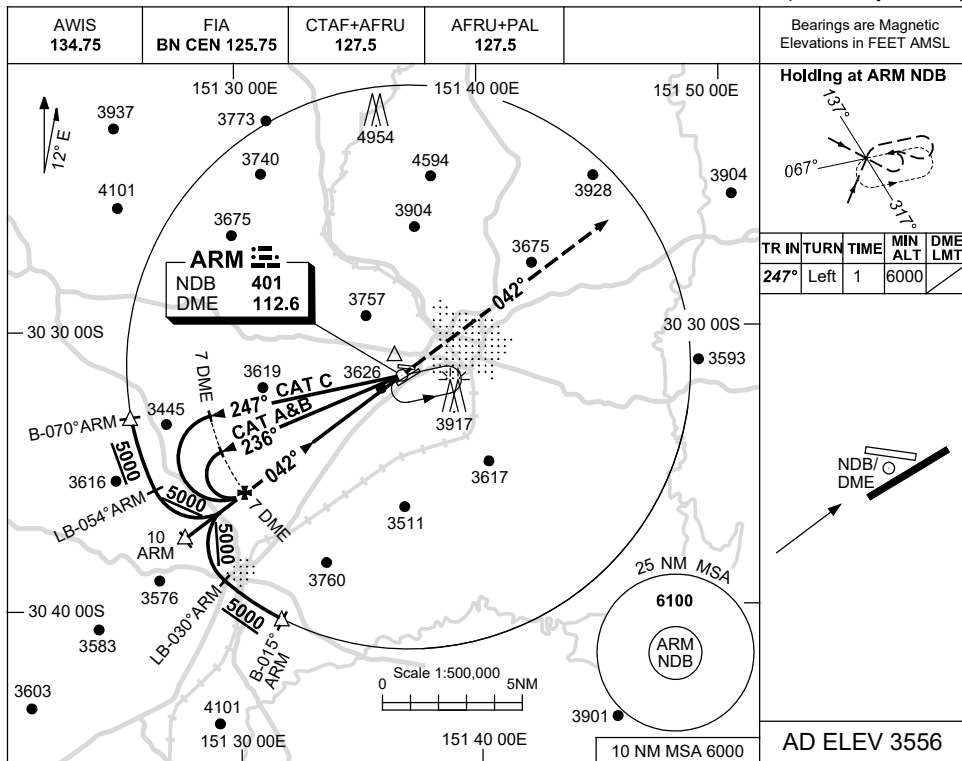 AWIS
134.75
FIA
BN CEN 125.75
CTAF+AFRU
127.5
AFRU+PAL
127.5
Bearings are Magnetic
Elevations in FEET AMSL
151 30 00E
151 40 00E
151 50 00E
12° E
3937
3773
4954
3740
4594
3928
3904
4101
3904
3675
3675
ARM
NDB 401
DME 112.6
042°
3757
30 30 00S
30 30 00S
7 DME
3626
3619
3593
CAT C
247°
CAT A&B
236°
3917
B-070°ARM
3445
042°
5000
3617
3616
5000
LB-054°ARM
7 DME
3511
10
ARM
5000
3760
3576
25 NM MSA
6100
30 40 00S
LB-030°ARM
5000
B-015°
ARM
ARM
NDB
3583
Scale 1:500,000
0 5NM
3603
4101
3901
151 30 00E
151 40 00E
10 NM MSA 6000
Holding at ARM NDB
137°
067°
317°
TR IN TURN TIME MIN ALT DME LMT
247° Left 1 6000
NDB/
DME
AD ELEV 3556